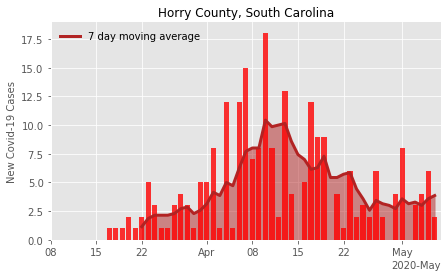 Horry County, South Carolina
7 day moving average
New Covid-19 Cases
17.5
15.0
12.5
10.0
7.5
5.0
2.5
0.0
08 15 22 Apr 08 15 22 May
2020-May